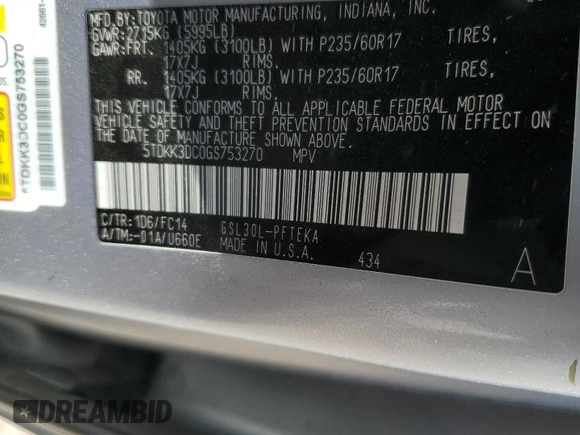 42661-
5TDKK3DC0GS753270
MFD.BY:TOYOTA MOTOR MANUFACTURING, INDIANA, INC.
GVWR:2715KG (5995LB)
GAWR:FRT. 1405KG (3100LB) WITH P235/60R17 TIRES,
17X7J RIMS.
RR. 1405KG (3100LB) WITH P235/60R17 TIRES,
17X7J RIMS.
THIS VEHICLE CONFORMS TO ALL APPLICABLE FEDERAL MOTOR
VEHICLE SAFETY AND THEFT PREVENTION STANDARDS IN EFFECT ON
THE DATE OF MANUFACTURE SHOWN ABOVE.
5TDKK3DC0GS753270 MPV
C/TR: 1D6/FC14 GSL30L-PFTEKA
A/TM:-01A/U660E MADE IN U.S.A.
434
A
DREAMBID